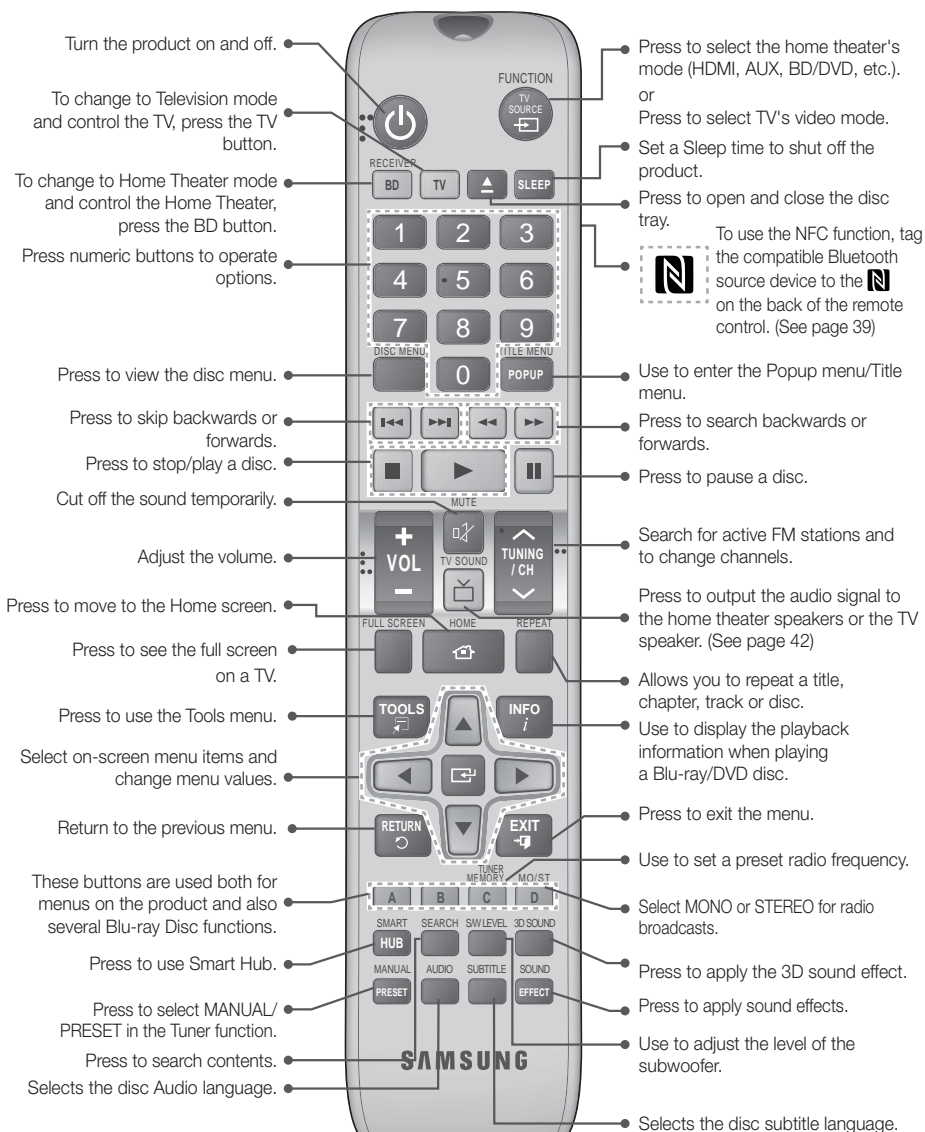 Turn the product on and off.
To change to Television mode
and control the TV, press the TV
button.
To change to Home Theater mode
and control the Home Theater,
press the BD button.
Press numeric buttons to operate
options.
Press to view the disc menu.
Press to skip backwards or
forwards.
Press to stop/play a disc.
Cut off the sound temporarily.
Adjust the volume.
Press to move to the Home screen.
Press to see the full screen
on a TV.
Press to use the Tools menu.
Select on-screen menu items and
change menu values.
Return to the previous menu.
These buttons are used both for
menus on the product and also
several Blu-ray Disc functions.
Press to use Smart Hub.
Press to select MANUAL/
PRESET in the Tuner function.
Press to search contents.
Selects the disc Audio language.
FUNCTION
TV
SOURCE
RECEIVER
BD
TV
SLEEP
1 2 3
4 5 6
7 8 9
DISC MENU
TITLE MENU
0
POPUP
MUTE
+
VOL
−
TV SOUND
TUNING
/ CH
FULL SCREEN
HOME
REPEAT
TOOLS
INFO
i
RETURN
EXIT
TUNER
MEMORY
MO/ST
A B C D
SMART
SEARCH
S/W LEVEL
3D SOUND
HUB
MANUAL
AUDIO
SUBTITLE
SOUND
PRESET
EFFECT
SAMSUNG
Press to select the home theater's
mode (HDMI, AUX, BD/DVD, etc.).
or
Press to select TV's video mode.
Set a Sleep time to shut off the
product.
Press to open and close the disc
tray.
To use the NFC function, tag
the compatible Bluetooth
source device to the
on the back of the remote
control. (See page 39)
Use to enter the Popup menu/Title
menu.
Press to search backwards or
forwards.
Press to pause a disc.
Search for active FM stations and
to change channels.
Press to output the audio signal to
the home theater speakers or the TV
speaker. (See page 42)
Allows you to repeat a title,
chapter, track or disc.
Use to display the playback
information when playing
a Blu-ray/DVD disc.
Press to exit the menu.
Use to set a preset radio frequency.
Select MONO or STEREO for radio
broadcasts.
Press to apply the 3D sound effect.
Press to apply sound effects.
Use to adjust the level of the
subwoofer.
Selects the disc subtitle language.